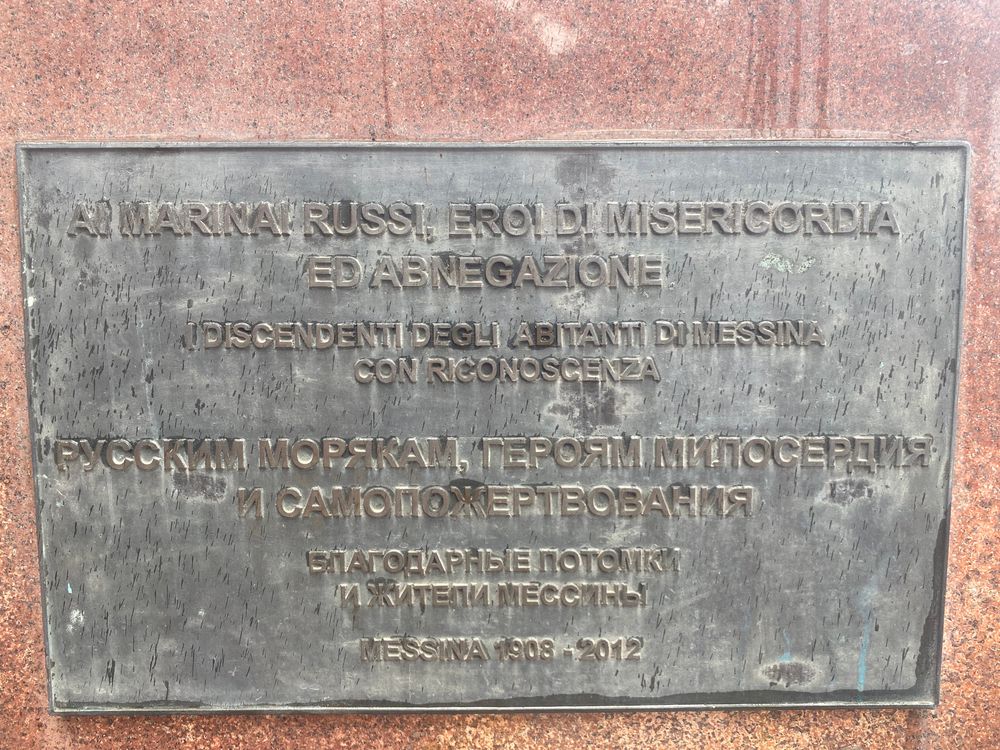 AI MARINAI RUSSI, EROI DI MISERICORDIA
ED ABNEGAZIONE
I DISCENDENTI DEGLI ABITANTI DI MESSINA
CON RICONOSCENZA
РУССКИМ МОРЯКАМ, ГЕРОЯМ МИЛОСЕРДИЯ
И САМОПОЖЕРТВОВАНИЯ
БЛАГОДАРНЫЕ ПОТОМКИ
И ЖИТЕЛИ МЕССИНЫ
MESSINA 1908 - 2012